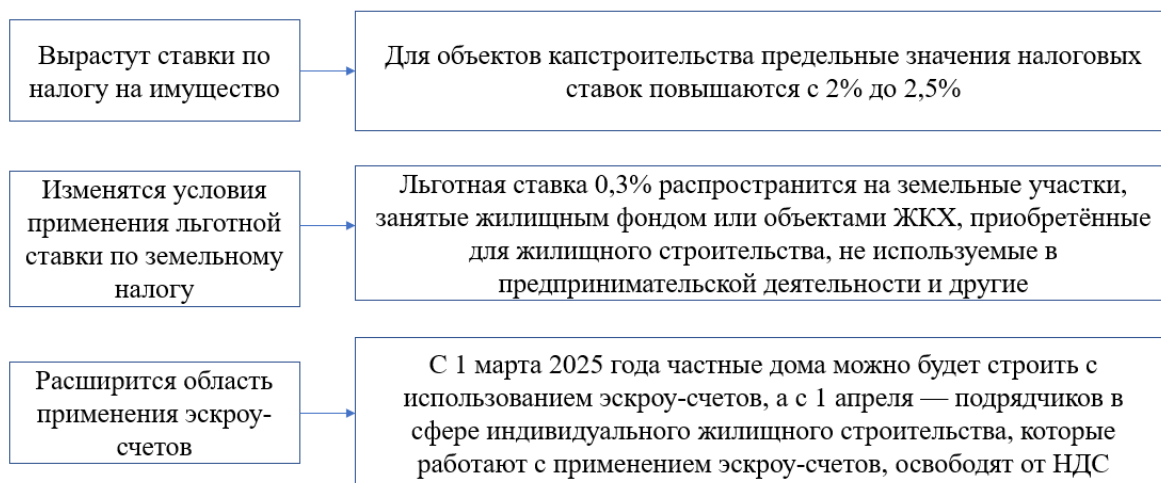 Вырастут ставки по
налогу на имущество
Для объектов капстроительства предельные значения налоговых
ставок повышаются с 2% до 2,5%
Изменятся условия
применения льготной
ставки по земельному
налогу
Льготная ставка 0,3% распространится на земельные участки,
занятые жилищным фондом или объектами ЖКХ, приобретённые
для жилищного строительства, не используемые в
предпринимательской деятельности и другие
Расширится область
применения эскроу-
счетов
С 1 марта 2025 года частные дома можно будет строить с
использованием эскроу-счетов, а с 1 апреля — подрядчиков в
сфере индивидуального жилищного строительства, которые
работают с применением эскроу-счетов, освободят от НДС